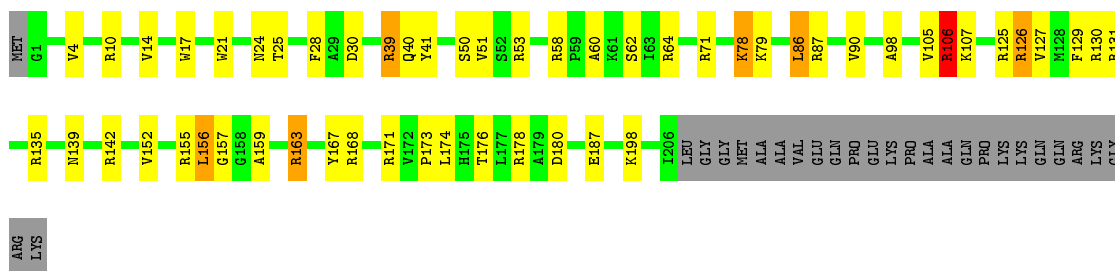 MET G1 V4 R10 V14 W17 W21 N24 T25 F28 A29 D30 R39 Q40 Y41 S50 V51 S52 R53 R58 P59 A60 K61 S62 I63 R64 R71 K78 K79 L86 R87 V90 A98 V105 R106 K107 R125 R126 V127 M128 F129 R130 R131
R135 N139 R142 V152 R155 L156 G157 G158 A159 R163 Y167 R168 R171 V172 P173 L174 H175 T176 L177 R178 A179 D180 E187 K198 I206 LEU GLY GLY MET ALA ALA VAL GLU GLN PRO GLU LYS PRO ALA ALA GLN PRO LYS LYS GLN GLN ARG LYS GLY
ARG LYS